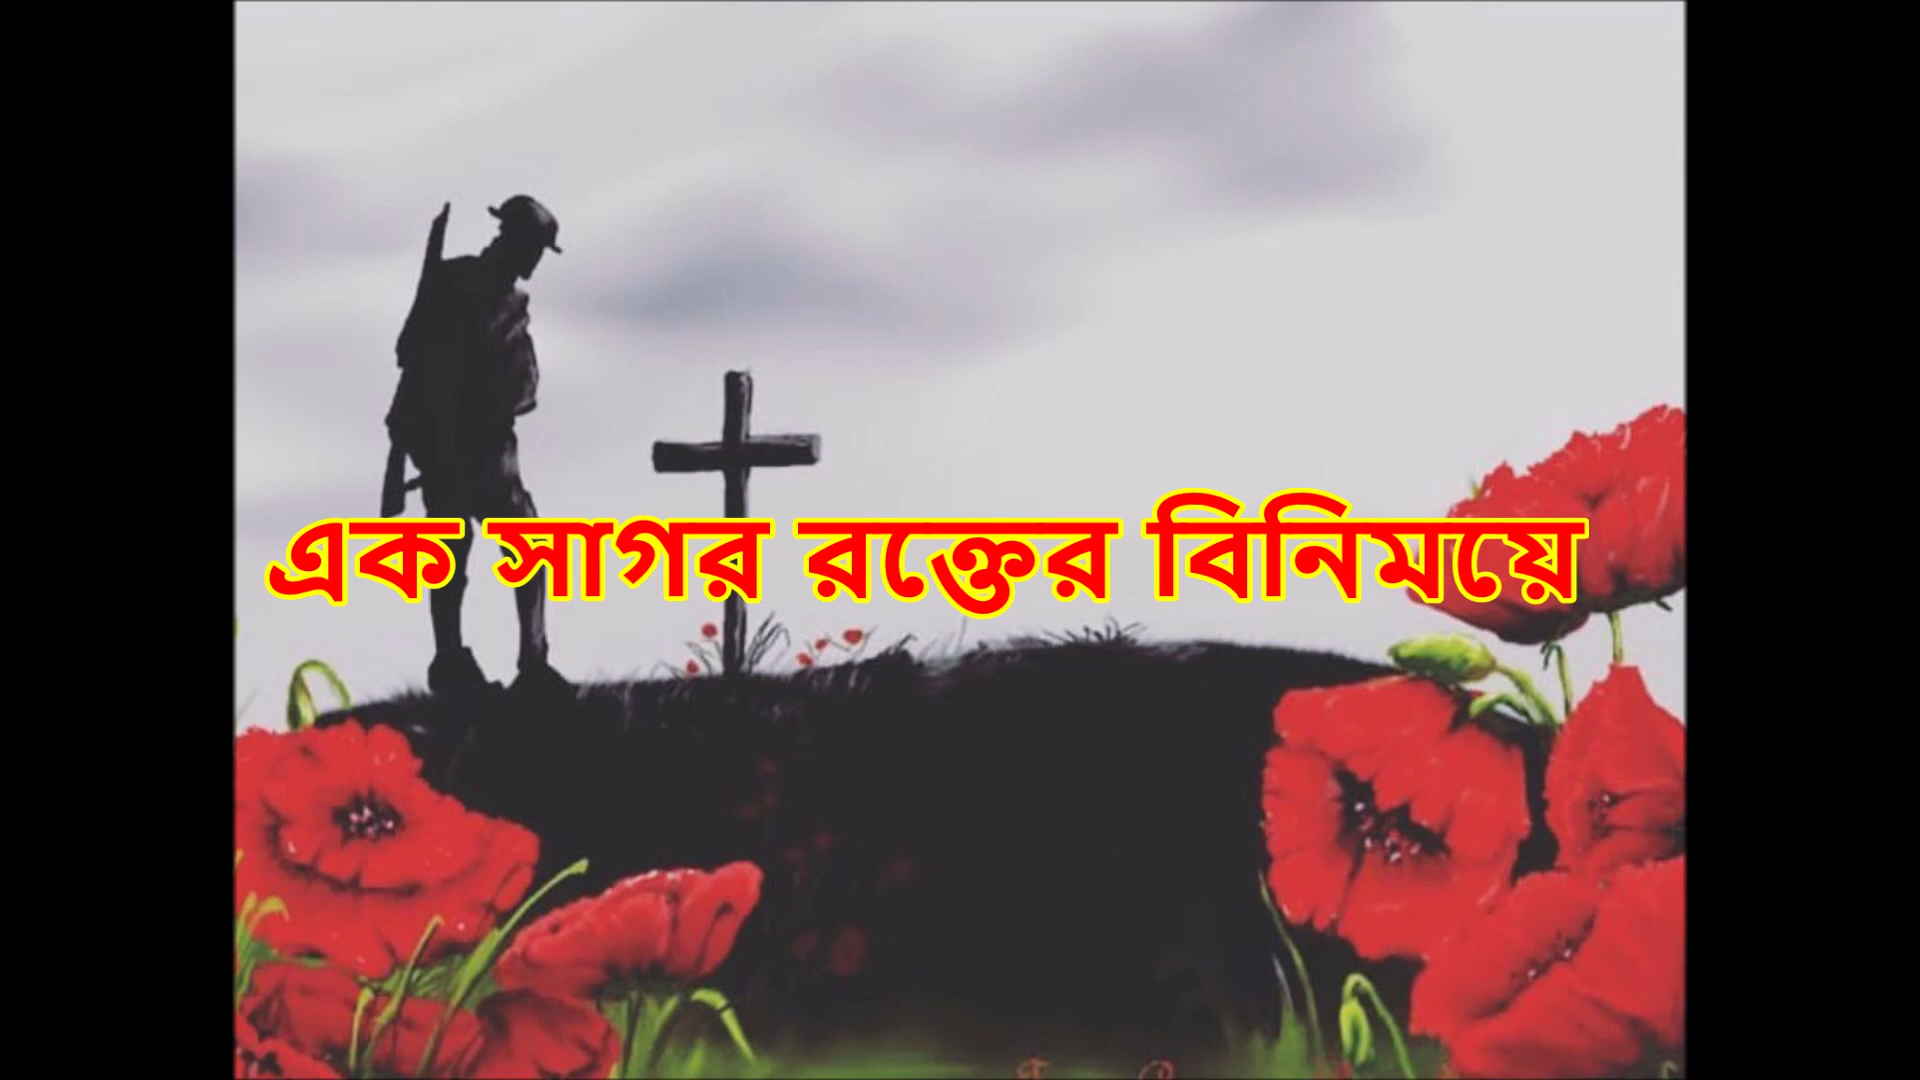 এক সাগর রক্তের বিনিময়ে